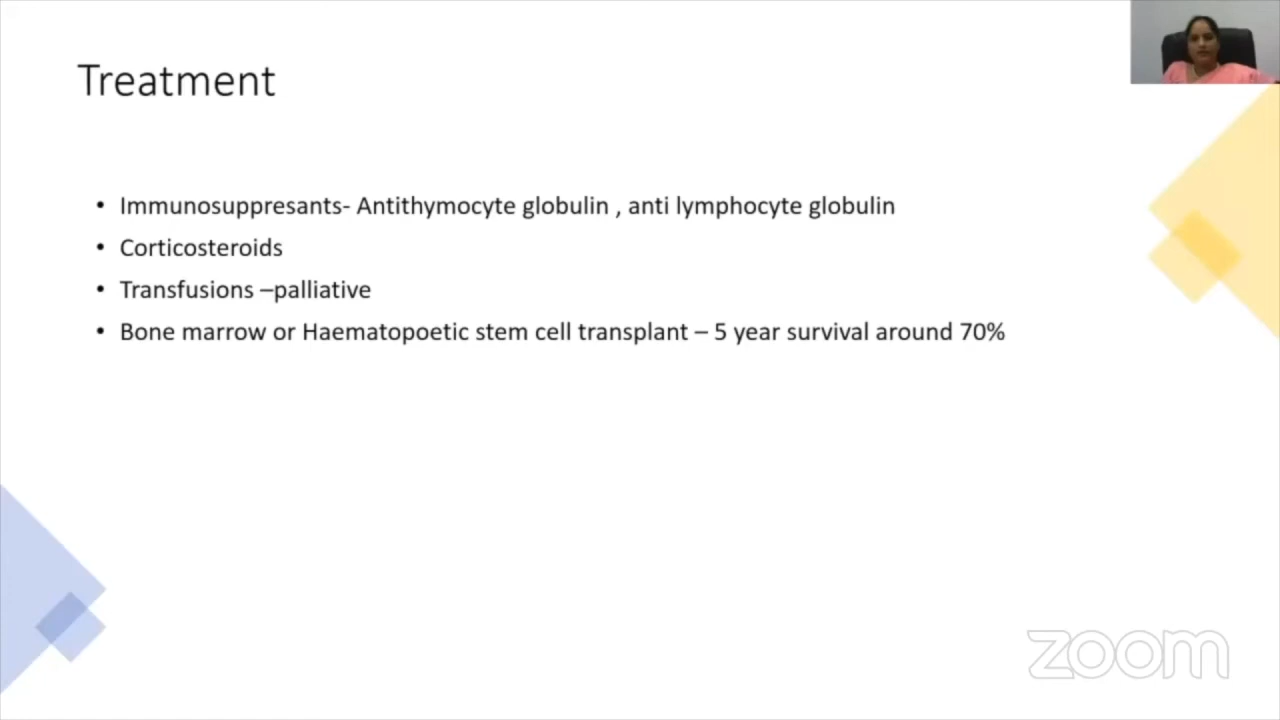 Treatment
• Immunosuppresants- Antithymocyte globulin , anti lymphocyte globulin
• Corticosteroids
• Transfusions –palliative
• Bone marrow or Haematopoetic stem cell transplant – 5 year survival around 70%
zoom